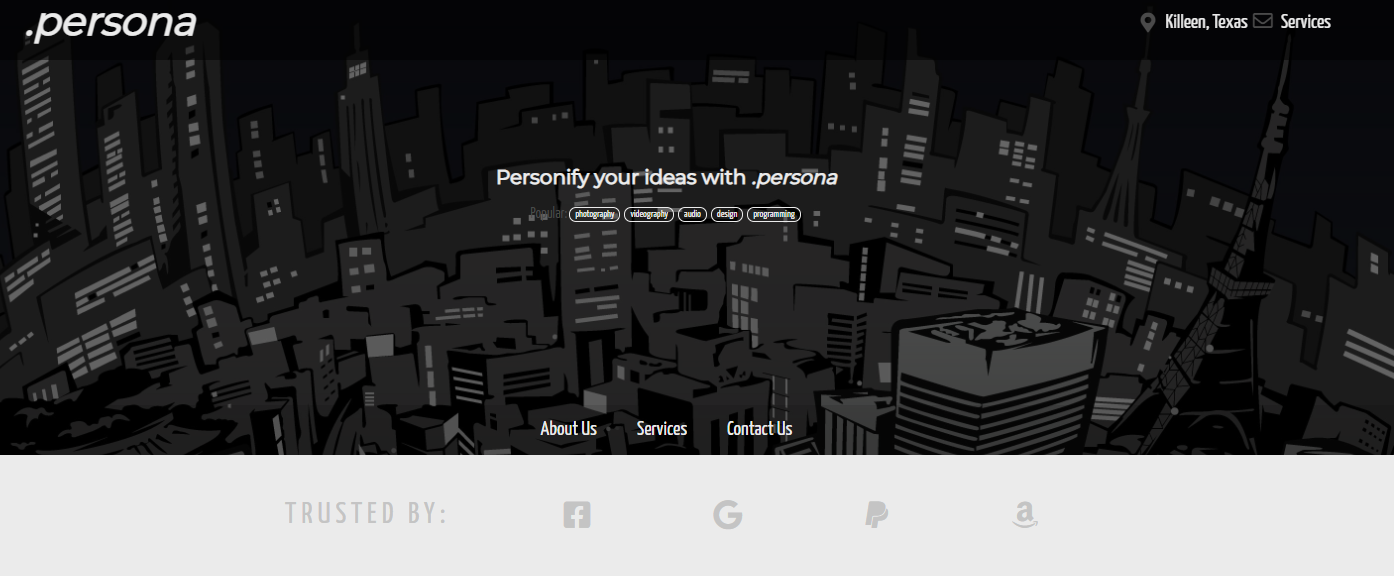 .persona
Killeen, Texas Services
Personify your ideas with .persona
Popular: photography videography audio design programming
About Us Services Contact Us
TRUSTED BY: